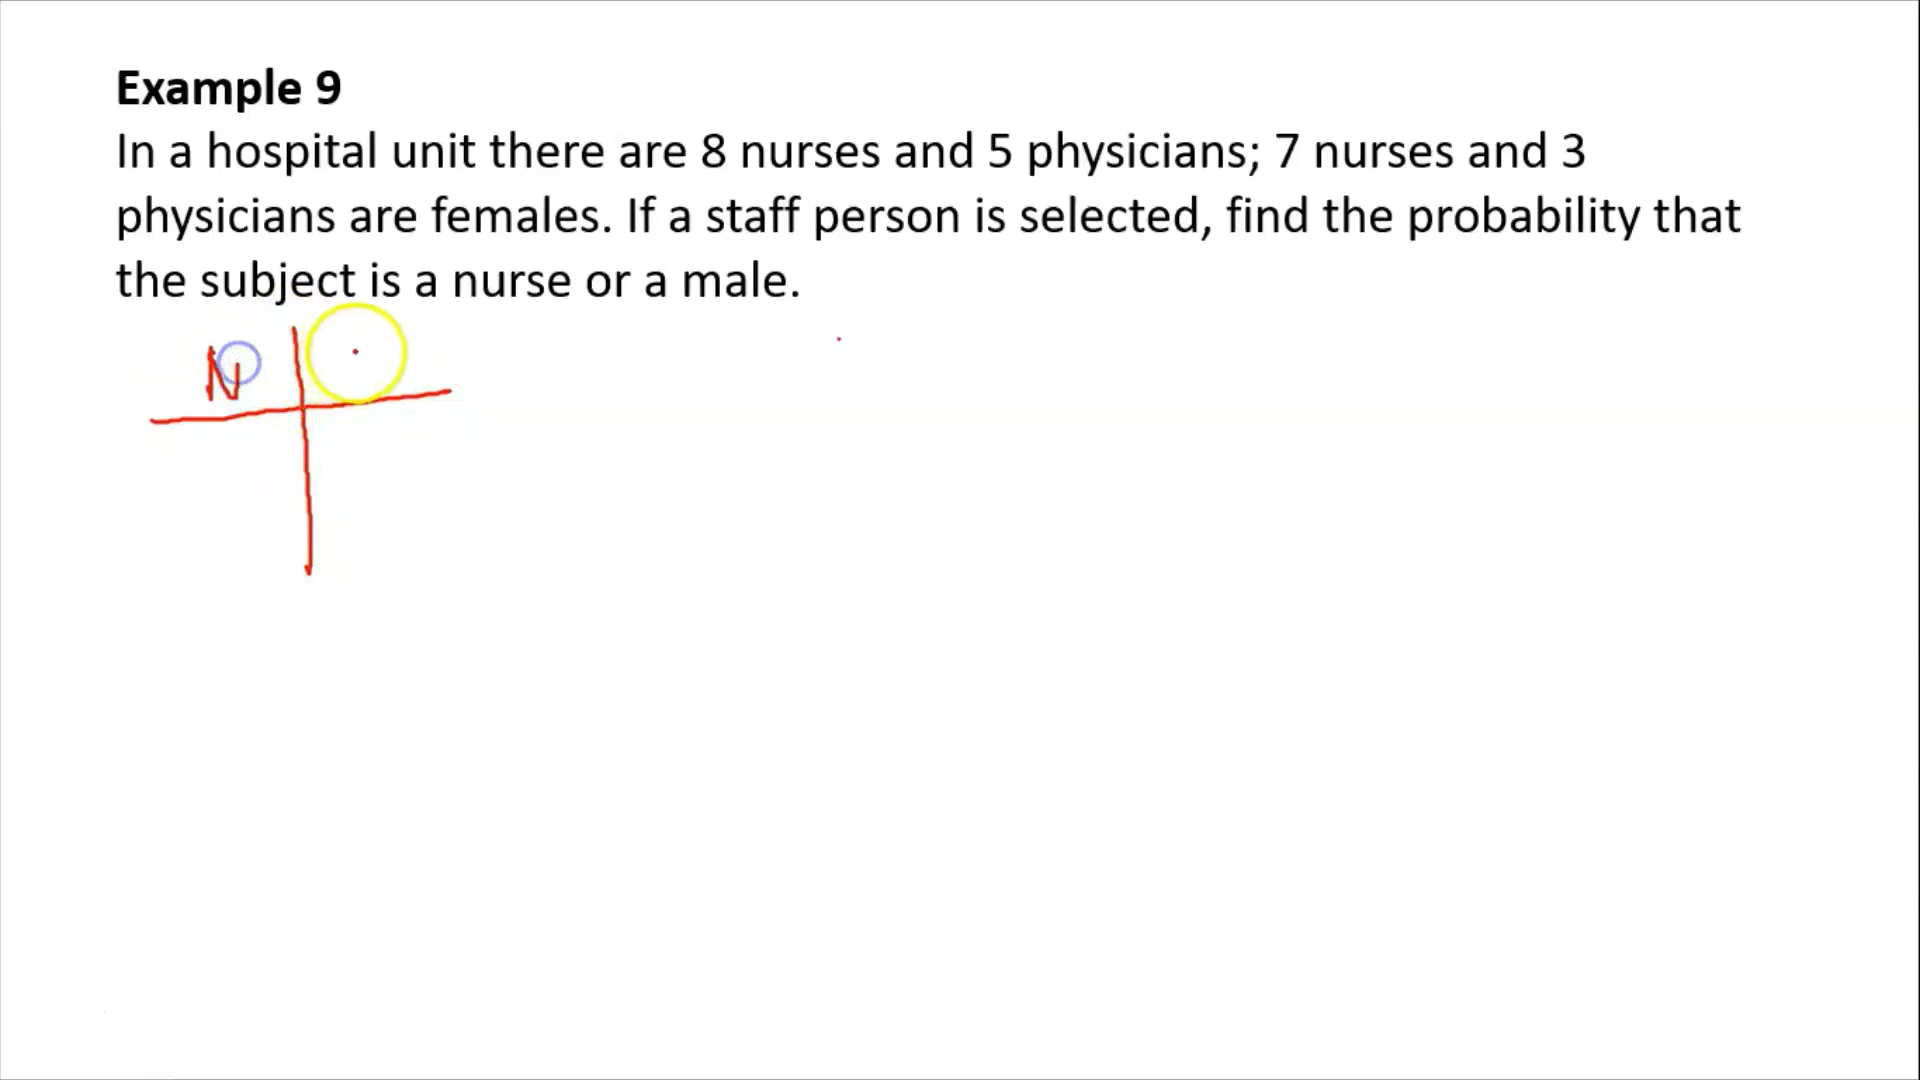 Example 9
In a hospital unit there are 8 nurses and 5 physicians; 7 nurses and 3
physicians are females. If a staff person is selected, find the probability that
the subject is a nurse or a male.
N